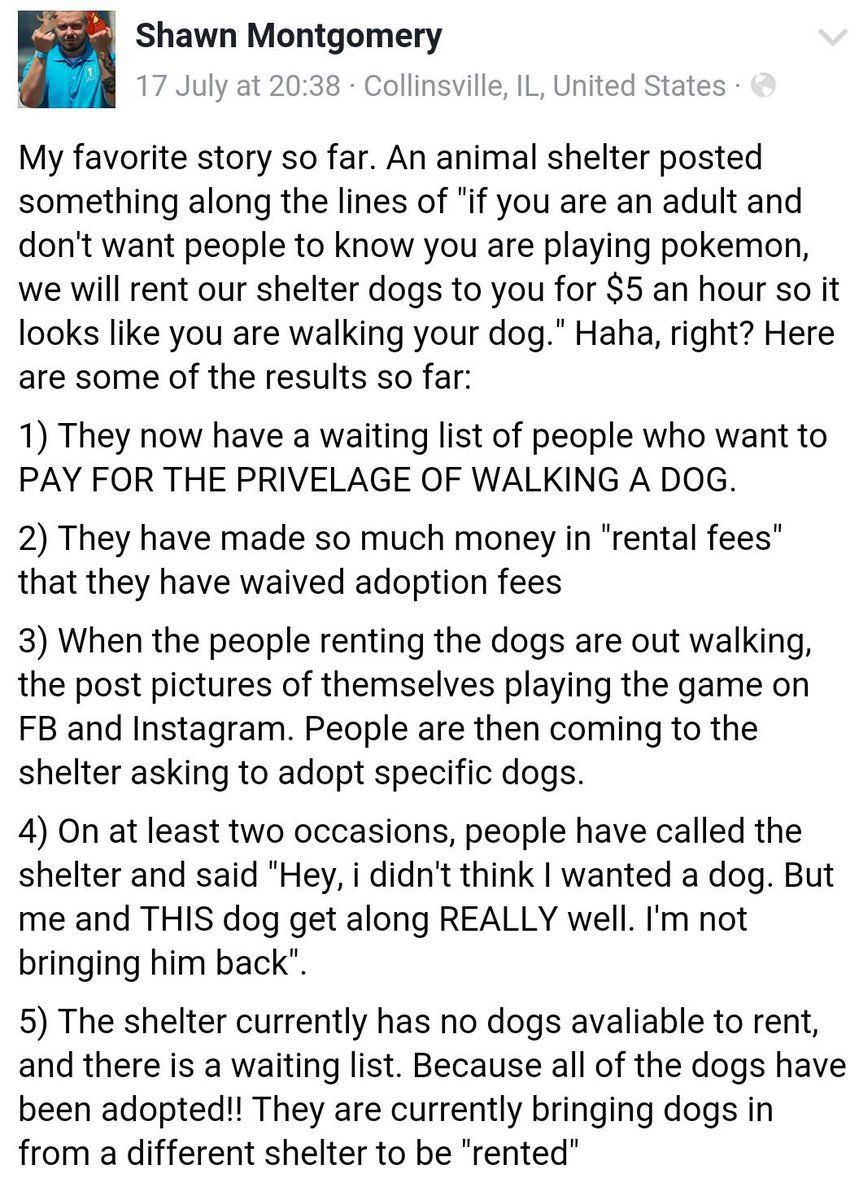 Shawn Montgomery
17 July at 20:38 · Collinsville, IL, United States ·
My favorite story so far. An animal shelter posted
something along the lines of "if you are an adult and
don't want people to know you are playing pokemon,
we will rent our shelter dogs to you for $5 an hour so it
looks like you are walking your dog." Haha, right? Here
are some of the results so far:
1) They now have a waiting list of people who want to
PAY FOR THE PRIVELAGE OF WALKING A DOG.
2) They have made so much money in "rental fees"
that they have waived adoption fees
3) When the people renting the dogs are out walking,
the post pictures of themselves playing the game on
FB and Instagram. People are then coming to the
shelter asking to adopt specific dogs.
4) On at least two occasions, people have called the
shelter and said "Hey, i didn't think I wanted a dog. But
me and THIS dog get along REALLY well. I'm not
bringing him back".
5) The shelter currently has no dogs avaliable to rent,
and there is a waiting list. Because all of the dogs have
been adopted!! They are currently bringing dogs in
from a different shelter to be "rented"